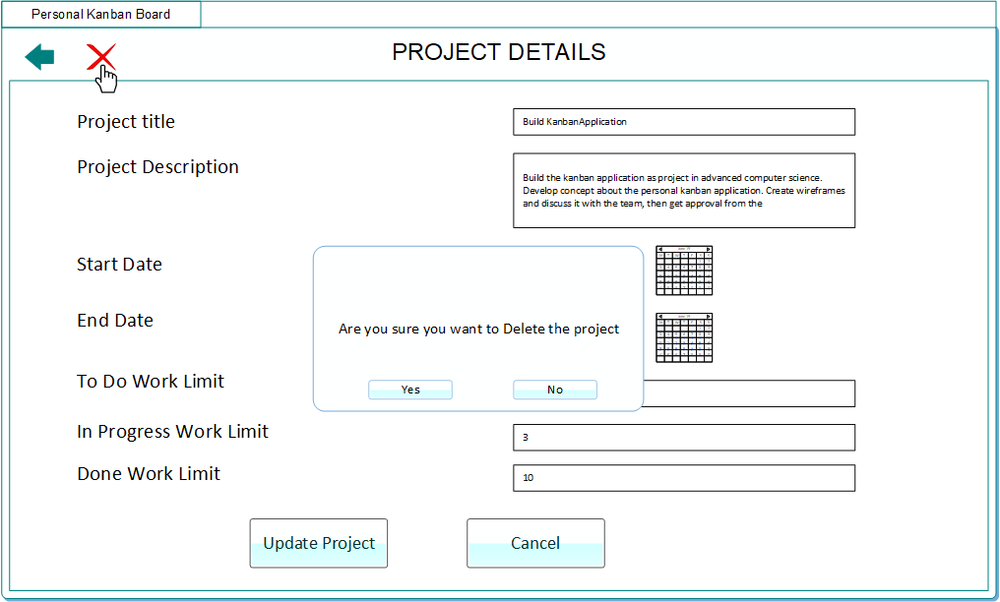 Personal Kanban Board
PROJECT DETAILS
Project title
Build KanbanApplication
Project Description
Build the kanban application as project in advanced computer science.
Develop concept about the personal kanban application. Create wireframes
and discuss it with the team, then get approval from the
Start Date
End Date
Are you sure you want to Delete the project
Yes
No
To Do Work Limit
In Progress Work Limit
3
Done Work Limit
10
Update Project
Cancel